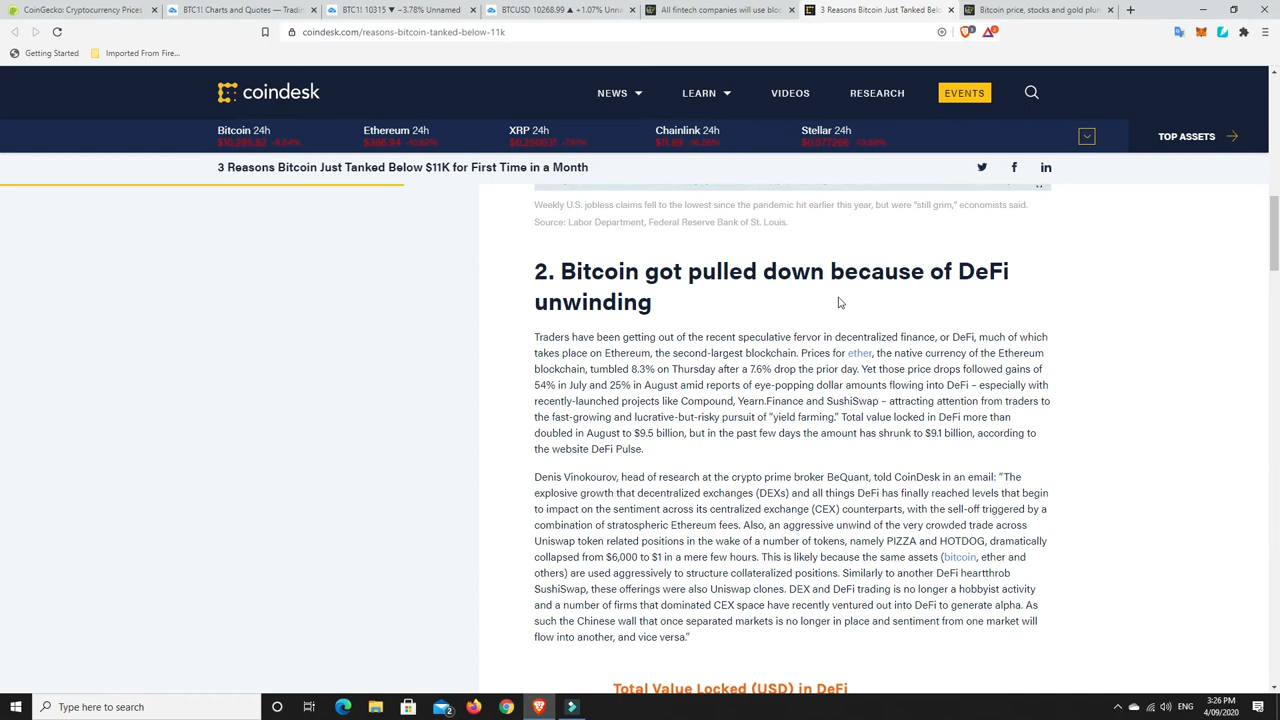 CoinGecko: Cryptocurrency Prices
BTC1! Charts and Quotes — Tradin
BTC1! 10315 ▼ −3.78% Unnamed
BTCUSD 10268.99 ▲ +1.07% Unna
All fintech companies will use bloc
3 Reasons Bitcoin Just Tanked Belo
Bitcoin price, stocks and gold plun
coindesk.com/reasons-bitcoin-tanked-below-11k
Getting Started
Imported From Fire...
coindesk
NEWS
LEARN
VIDEOS
RESEARCH
EVENTS
Bitcoin 24h
Ethereum 24h
XRP 24h
Chainlink 24h
Stellar 24h
TOP ASSETS
3 Reasons Bitcoin Just Tanked Below $11K for First Time in a Month
Weekly U.S. jobless claims fell to the lowest since the pandemic hit earlier this year, but were "still grim," economists said.
Source: Labor Department, Federal Reserve Bank of St. Louis.
2. Bitcoin got pulled down because of DeFi
unwinding
Traders have been getting out of the recent speculative fervor in decentralized finance, or DeFi, much of which
takes place on Ethereum, the second-largest blockchain. Prices for ether, the native currency of the Ethereum
blockchain, tumbled 8.3% on Thursday after a 7.6% drop the prior day. Yet those price drops followed gains of
54% in July and 25% in August amid reports of eye-popping dollar amounts flowing into DeFi – especially with
recently-launched projects like Compound, Yearn.Finance and SushiSwap – attracting attention from traders to
the fast-growing and lucrative-but-risky pursuit of "yield farming." Total value locked in DeFi more than
doubled in August to $9.5 billion, but in the past few days the amount has shrunk to $9.1 billion, according to
the website DeFi Pulse.
Denis Vinokourov, head of research at the crypto prime broker BeQuant, told CoinDesk in an email: "The
explosive growth that decentralized exchanges (DEXs) and all things DeFi has finally reached levels that begin
to impact on the sentiment across its centralized exchange (CEX) counterparts, with the sell-off triggered by a
combination of stratospheric Ethereum fees. Also, an aggressive unwind of the very crowded trade across
Uniswap token related positions in the wake of a number of tokens, namely PIZZA and HOTDOG, dramatically
collapsed from $6,000 to $1 in a mere few hours. This is likely because the same assets (bitcoin, ether and
others) are used aggressively to structure collateralized positions. Similarly to another DeFi heartthrob
SushiSwap, these offerings were also Uniswap clones. DEX and DeFi trading is no longer a hobbyist activity
and a number of firms that dominated CEX space have recently ventured out into DeFi to generate alpha. As
such the Chinese wall that once separated markets is no longer in place and sentiment from one market will
flow into another, and vice versa."
Total Value Locked (USD) in DeFi
Type here to search
ENG
3:26 PM
4/09/2020